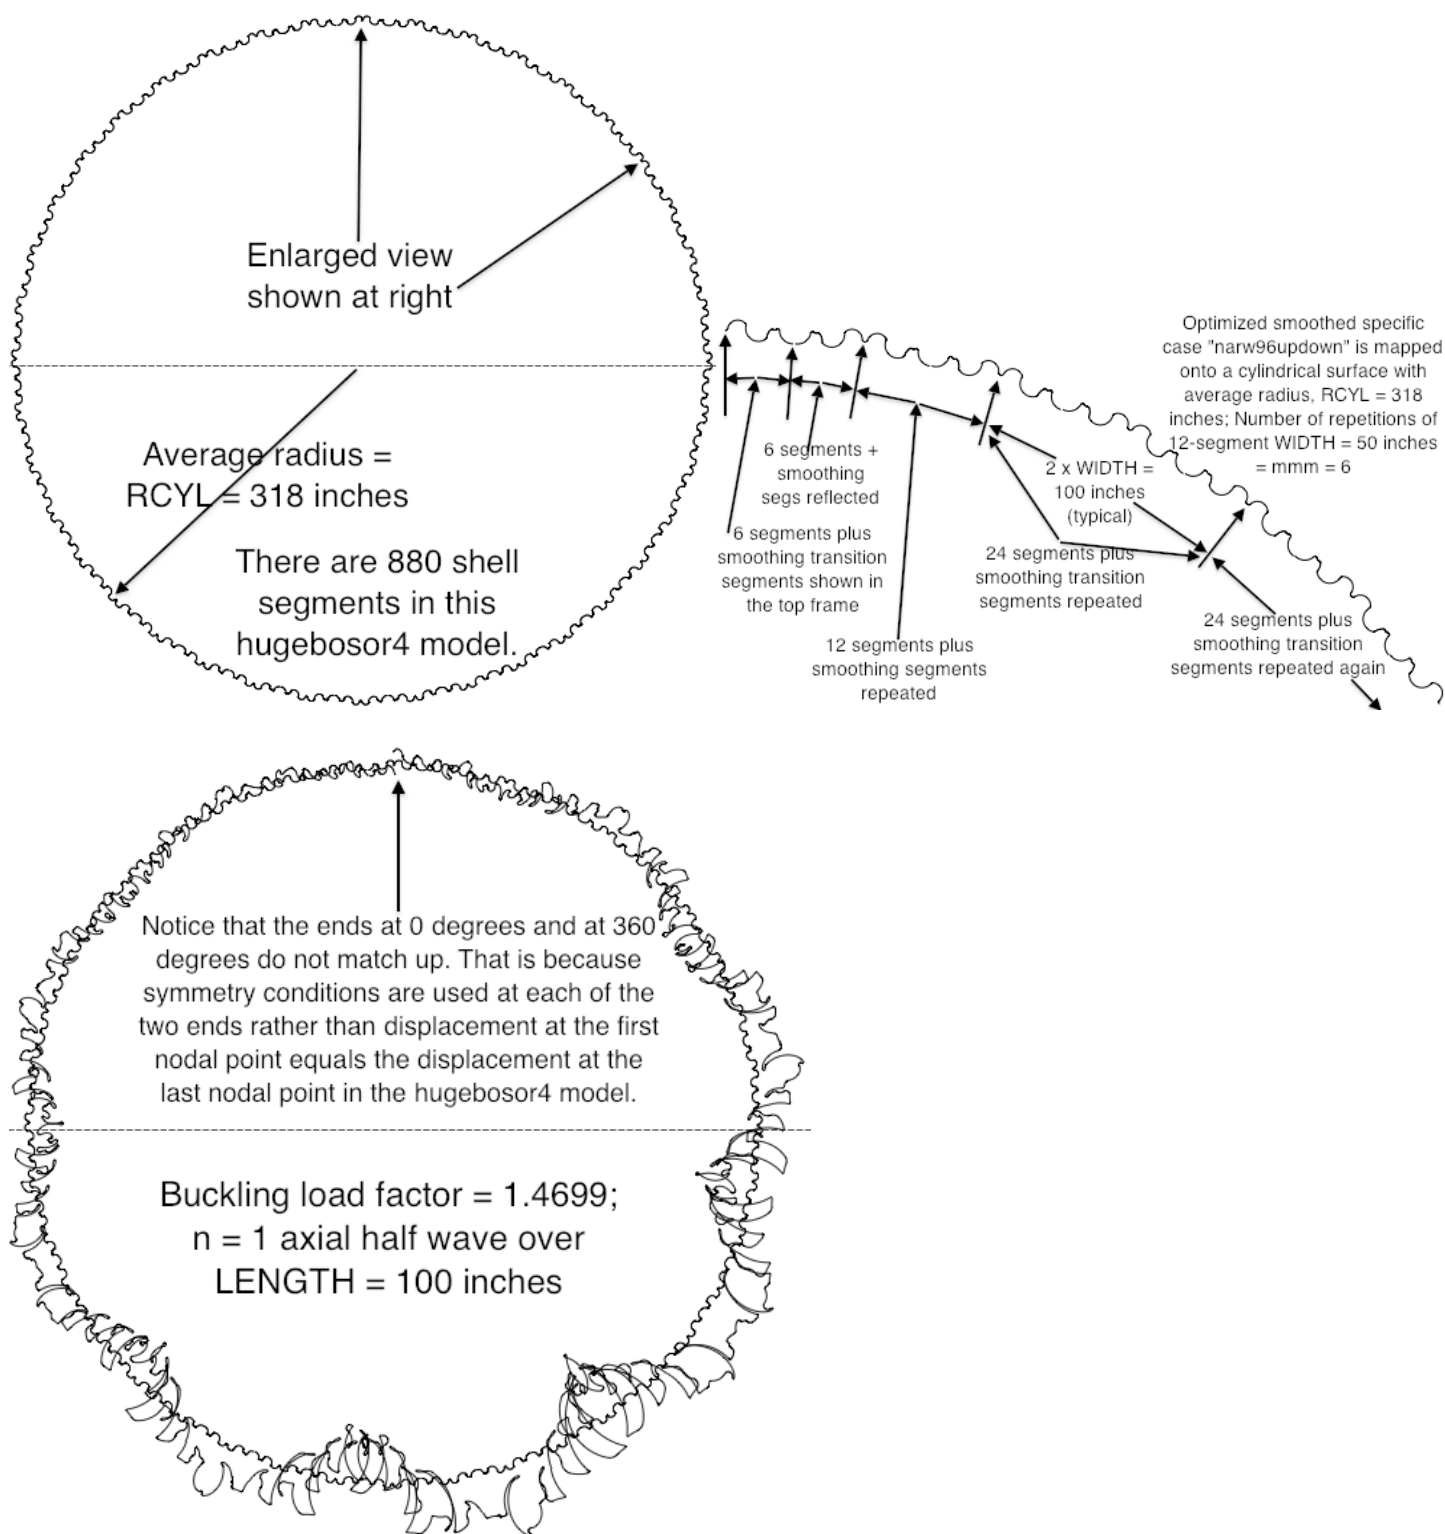 Enlarged view
shown at right
Average radius =
RCYL = 318 inches
There are 880 shell
segments in this
hugebosor4 model.
Optimized smoothed specific
case "narw96updown" is mapped
onto a cylindrical surface with
average radius, RCYL = 318
inches; Number of repetitions of
12-segment WIDTH = 50 inches
= mmm = 6
6 segments +
smoothing
segs reflected
2 x WIDTH =
100 inches
(typical)
6 segments plus
smoothing transition
segments shown in
the top frame
24 segments plus
smoothing transition
segments repeated
12 segments plus
smoothing segments
repeated
24 segments plus
smoothing transition
segments repeated again
Notice that the ends at 0 degrees and at 360
degrees do not match up. That is because
symmetry conditions are used at each of the
two ends rather than displacement at the first
nodal point equals the displacement at the
last nodal point in the hugebosor4 model.
Buckling load factor = 1.4699;
n = 1 axial half wave over
LENGTH = 100 inches